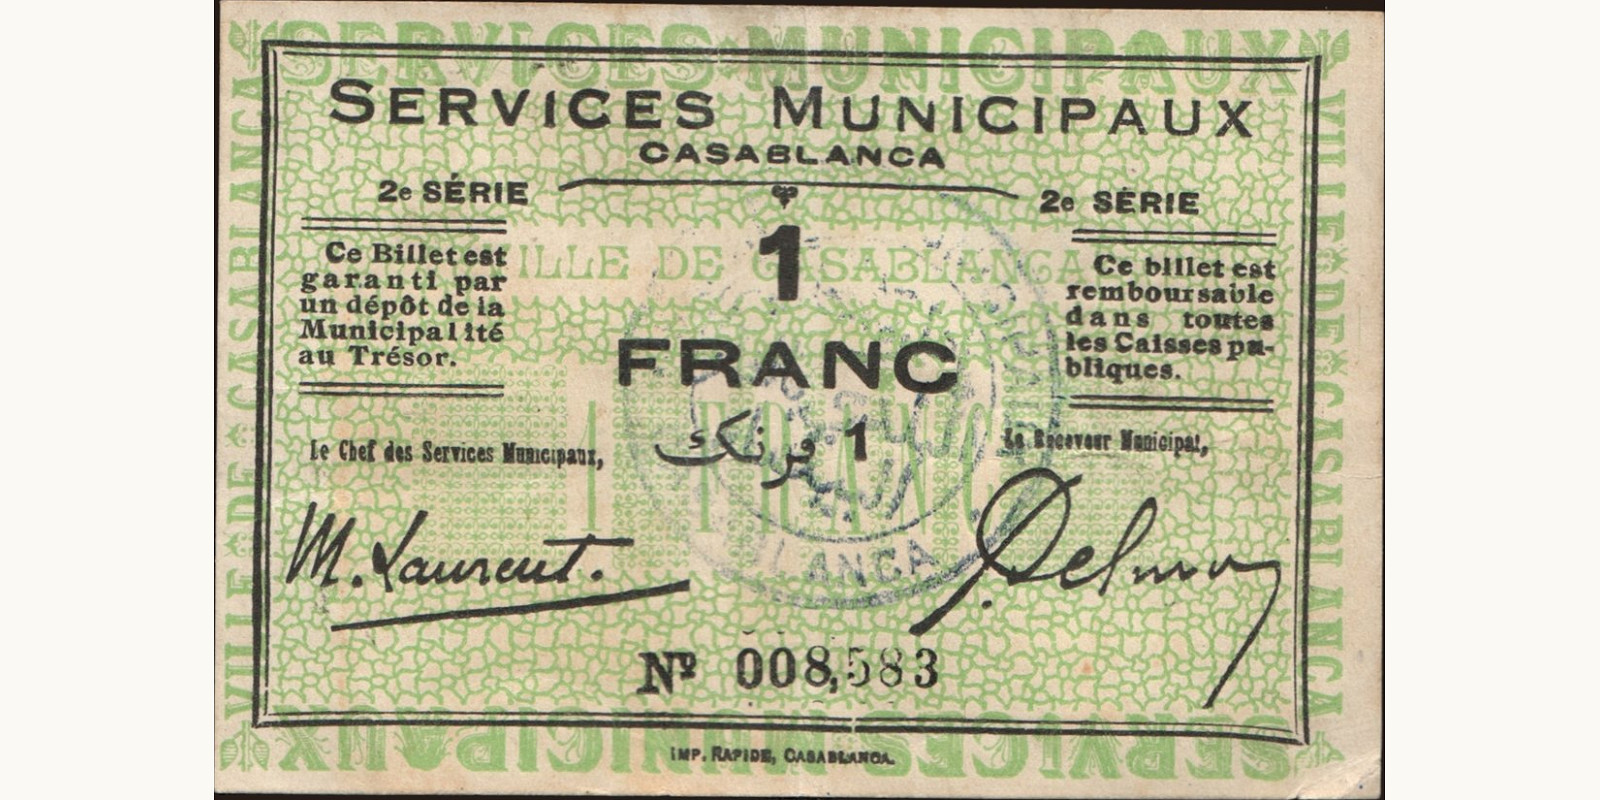 SERVICES MUNICIPAUX
SERVICES MUNICIPAUX
CASABLANCA
2e SÉRIE
2e SÉRIE
Ce Billet est
garanti par
un dépôt de la
Municipalité
au Trésor.
VILLE DE CASABLANCA
1
FRANC
1 فرنك
1 FRANC
Ce billet est
remboursable
dans toutes
les Caisses pu-
bliques.
Le Chef des Services Municipaux,
Le Receveur Municipal,
M. Laurent.
CASABLANCA
Nº 008,583
VILLE DE CASABLANCA
VILLE DE CASABLANCA
SERVICES MUNICIPAUX
IMP. RAPIDE, CASABLANCA.